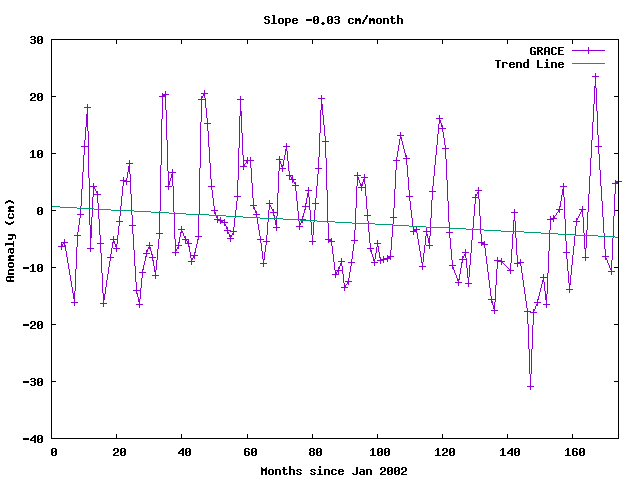 Slope -0.03 cm/month
30
20
10
0
-10
-20
-30
-40
Anomaly (cm)
GRACE
Trend Line
0 20 40 60 80 100 120 140 160
Months since Jan 2002